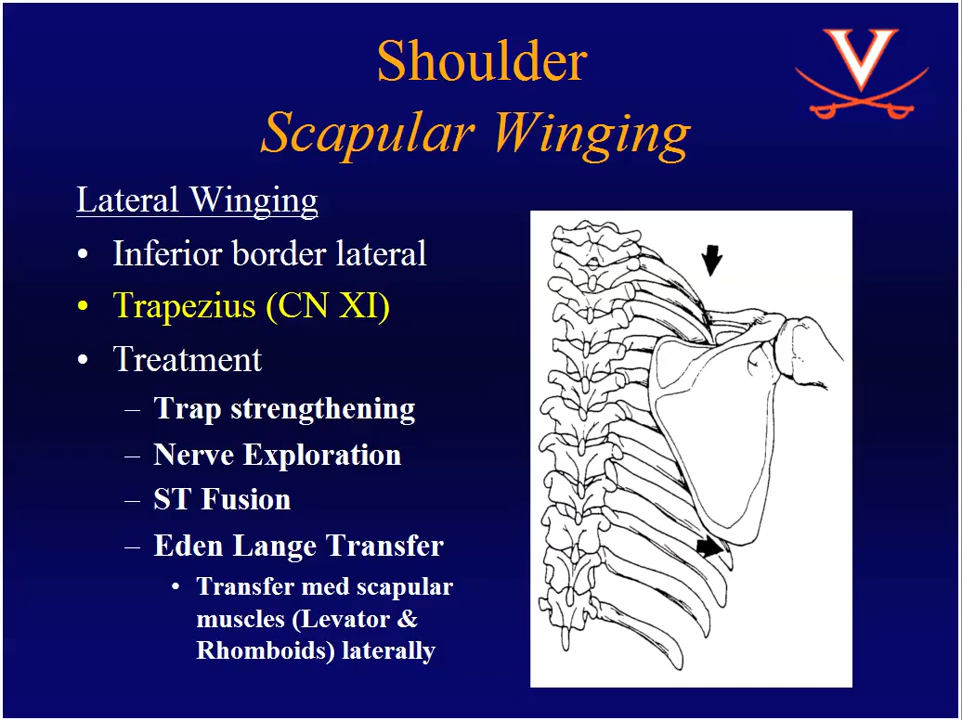 Shoulder
Scapular Winging
Lateral Winging
• Inferior border lateral
• Trapezius (CN XI)
• Treatment
– Trap strengthening
– Nerve Exploration
– ST Fusion
– Eden Lange Transfer
• Transfer med scapular
muscles (Levator &
Rhomboids) laterally
V